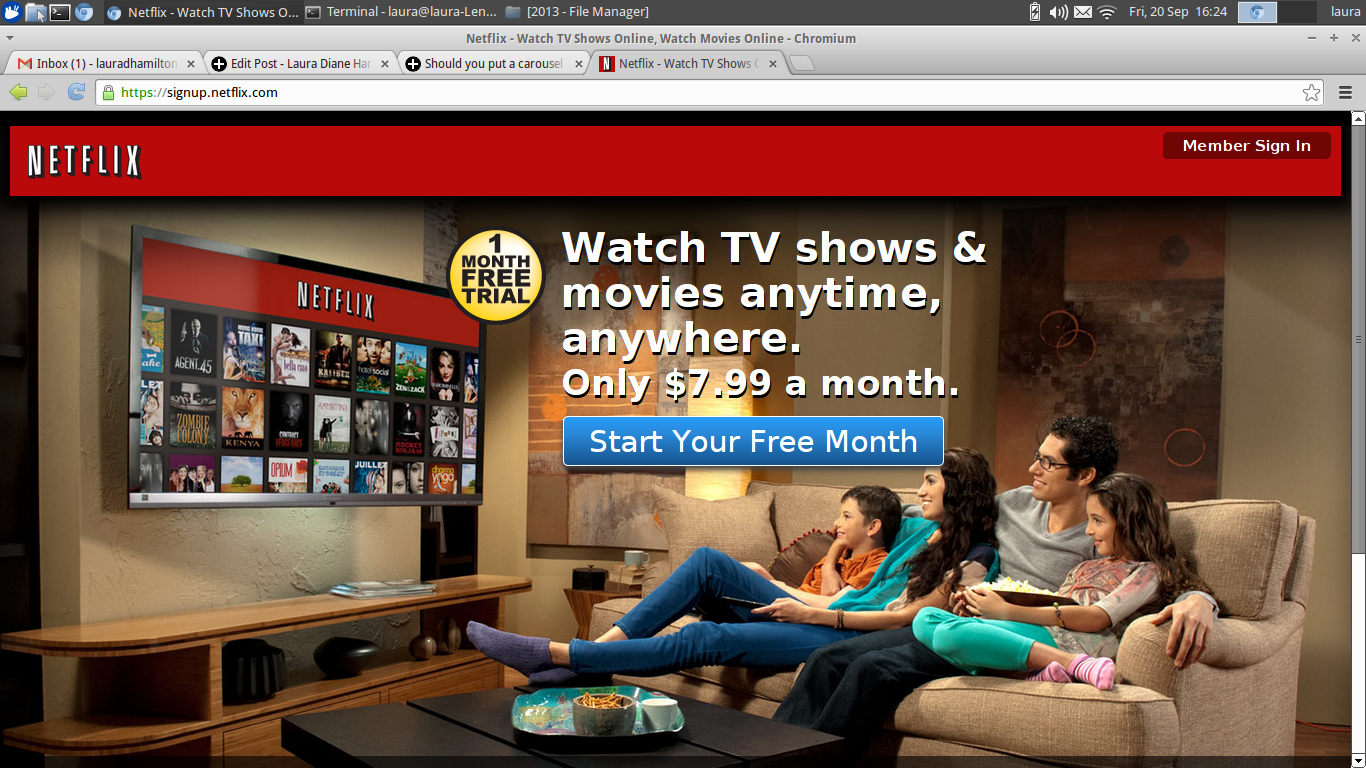 Netflix - Watch TV Shows O...
Terminal - laura@laura-Len...
[2013 - File Manager]
Fri, 20 Sep 16:24
laura
Netflix - Watch TV Shows Online, Watch Movies Online - Chromium
Inbox (1) - lauradhamilton
Edit Post - Laura Diane Ha
Should you put a carousel
Netflix - Watch TV Shows
https://signup.netflix.com
NETFLIX
Member Sign In
1
MONTH
FREE
TRIAL
Watch TV shows &
movies anytime,
anywhere.
Only $7.99 a month.
Start Your Free Month
NETFLIX
AGENT.45
TAXI
bella ciao
KALIBER
hotel social
ZEN&ZACK
ZOMBIE
COLONY
KENYA
OPIUM
JUILLET
dharma
yoga